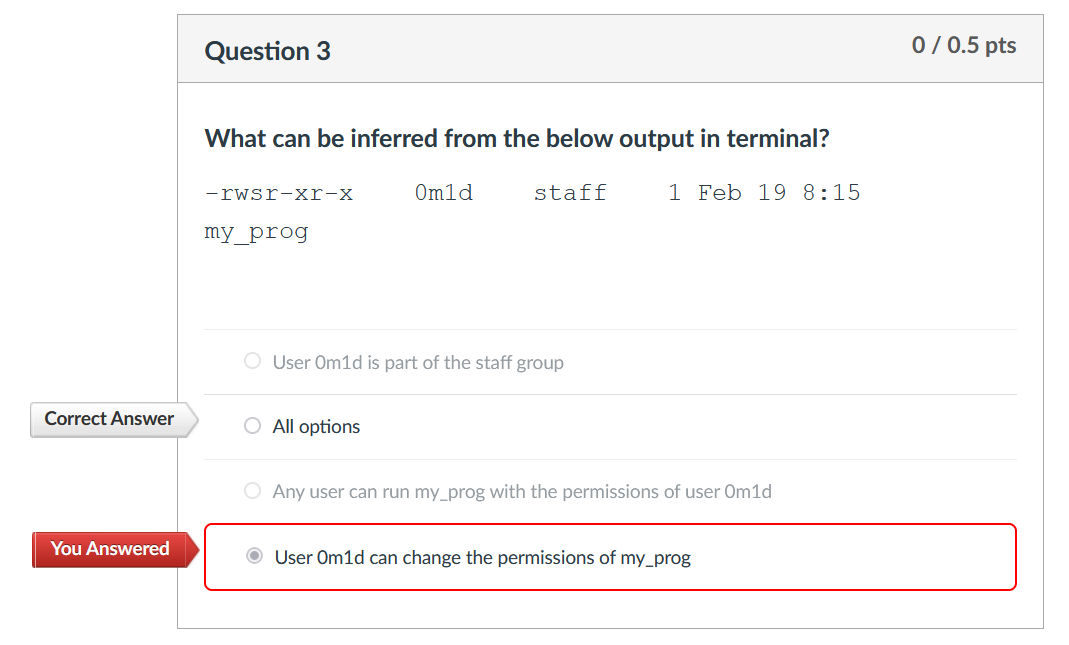 Question 3
0 / 0.5 pts
What can be inferred from the below output in terminal?
-rwsr-xr-x 0m1d staff 1 Feb 19 8:15
my_prog
User 0m1d is part of the staff group
Correct Answer
All options
Any user can run my_prog with the permissions of user 0m1d
You Answered
User 0m1d can change the permissions of my_prog